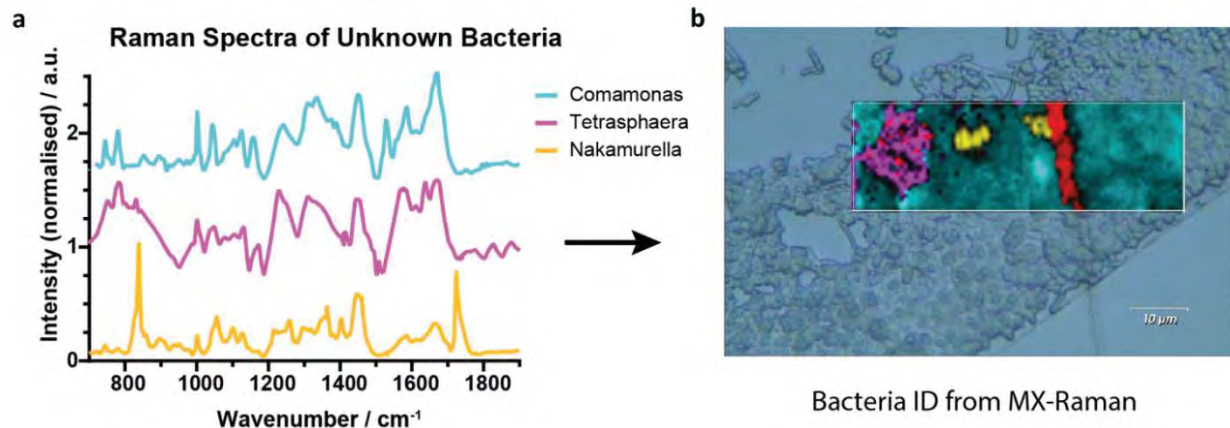 a
Raman Spectra of Unknown Bacteria
Intensity (normalised) / a.u.
2
1
0
800 1000 1200 1400 1600 1800
Wavenumber / cm⁻¹
Comamonas
Tetrasphaera
Nakamurella
b
10 µm
Bacteria ID from MX-Raman